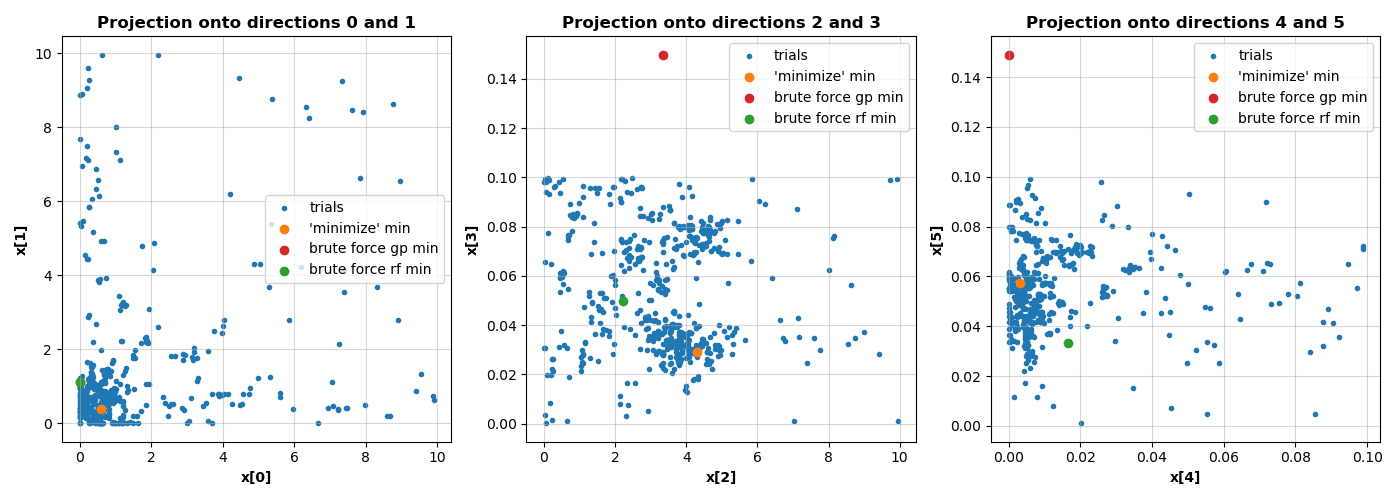 Projection onto directions 0 and 1
10
8
6
4
2
0
0
2
4
6
8
10
x[1]
x[0]
trials
'minimize' min
brute force gp min
brute force rf min
Projection onto directions 2 and 3
0.14
0.12
0.10
0.08
0.06
0.04
0.02
0.00
0
2
4
6
8
10
x[3]
x[2]
trials
'minimize' min
brute force gp min
brute force rf min
Projection onto directions 4 and 5
0.14
0.12
0.10
0.08
0.06
0.04
0.02
0.00
0.00
0.02
0.04
0.06
0.08
0.10
x[5]
x[4]
trials
'minimize' min
brute force gp min
brute force rf min